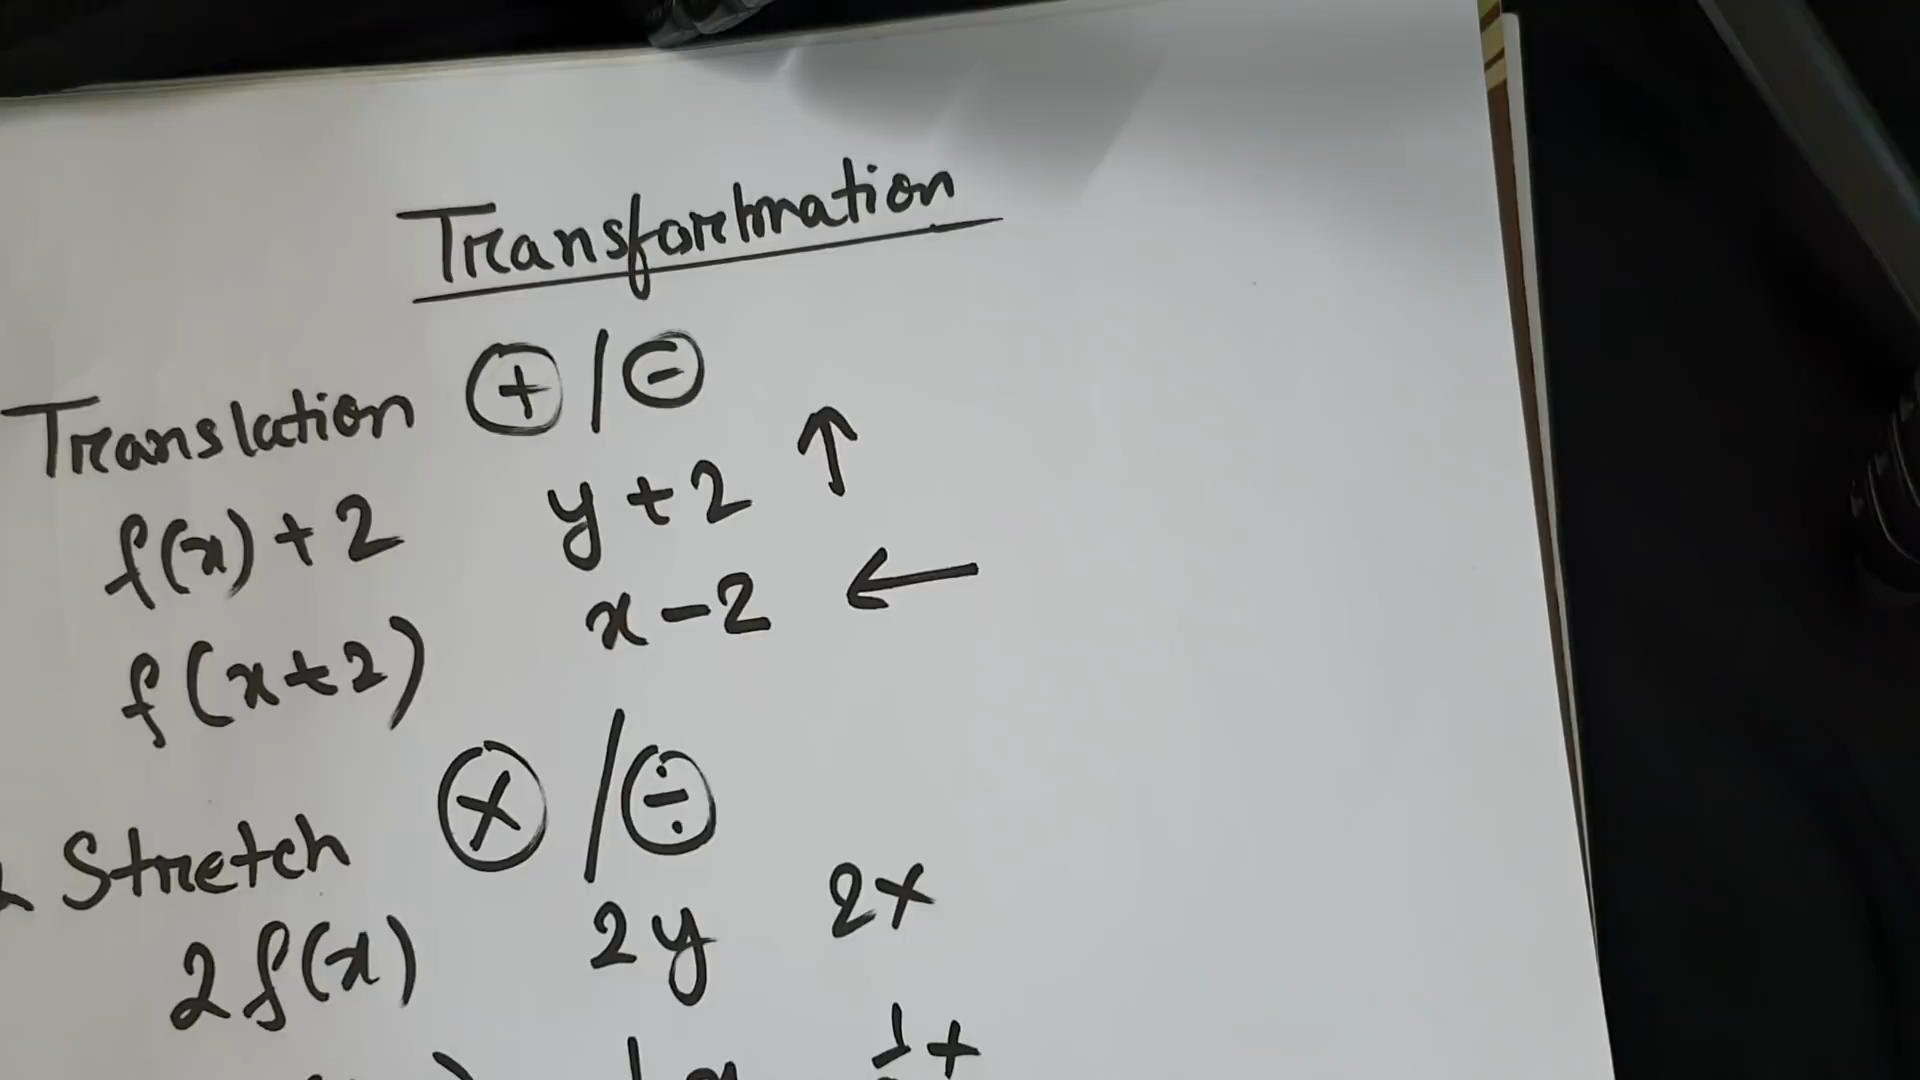 Transformation
Translation ⊕/⊖
f(x)+2 y+2 ↑
f(x+2) x-2 ←
Stretch ⊗/÷
2f(x) 2y 2x